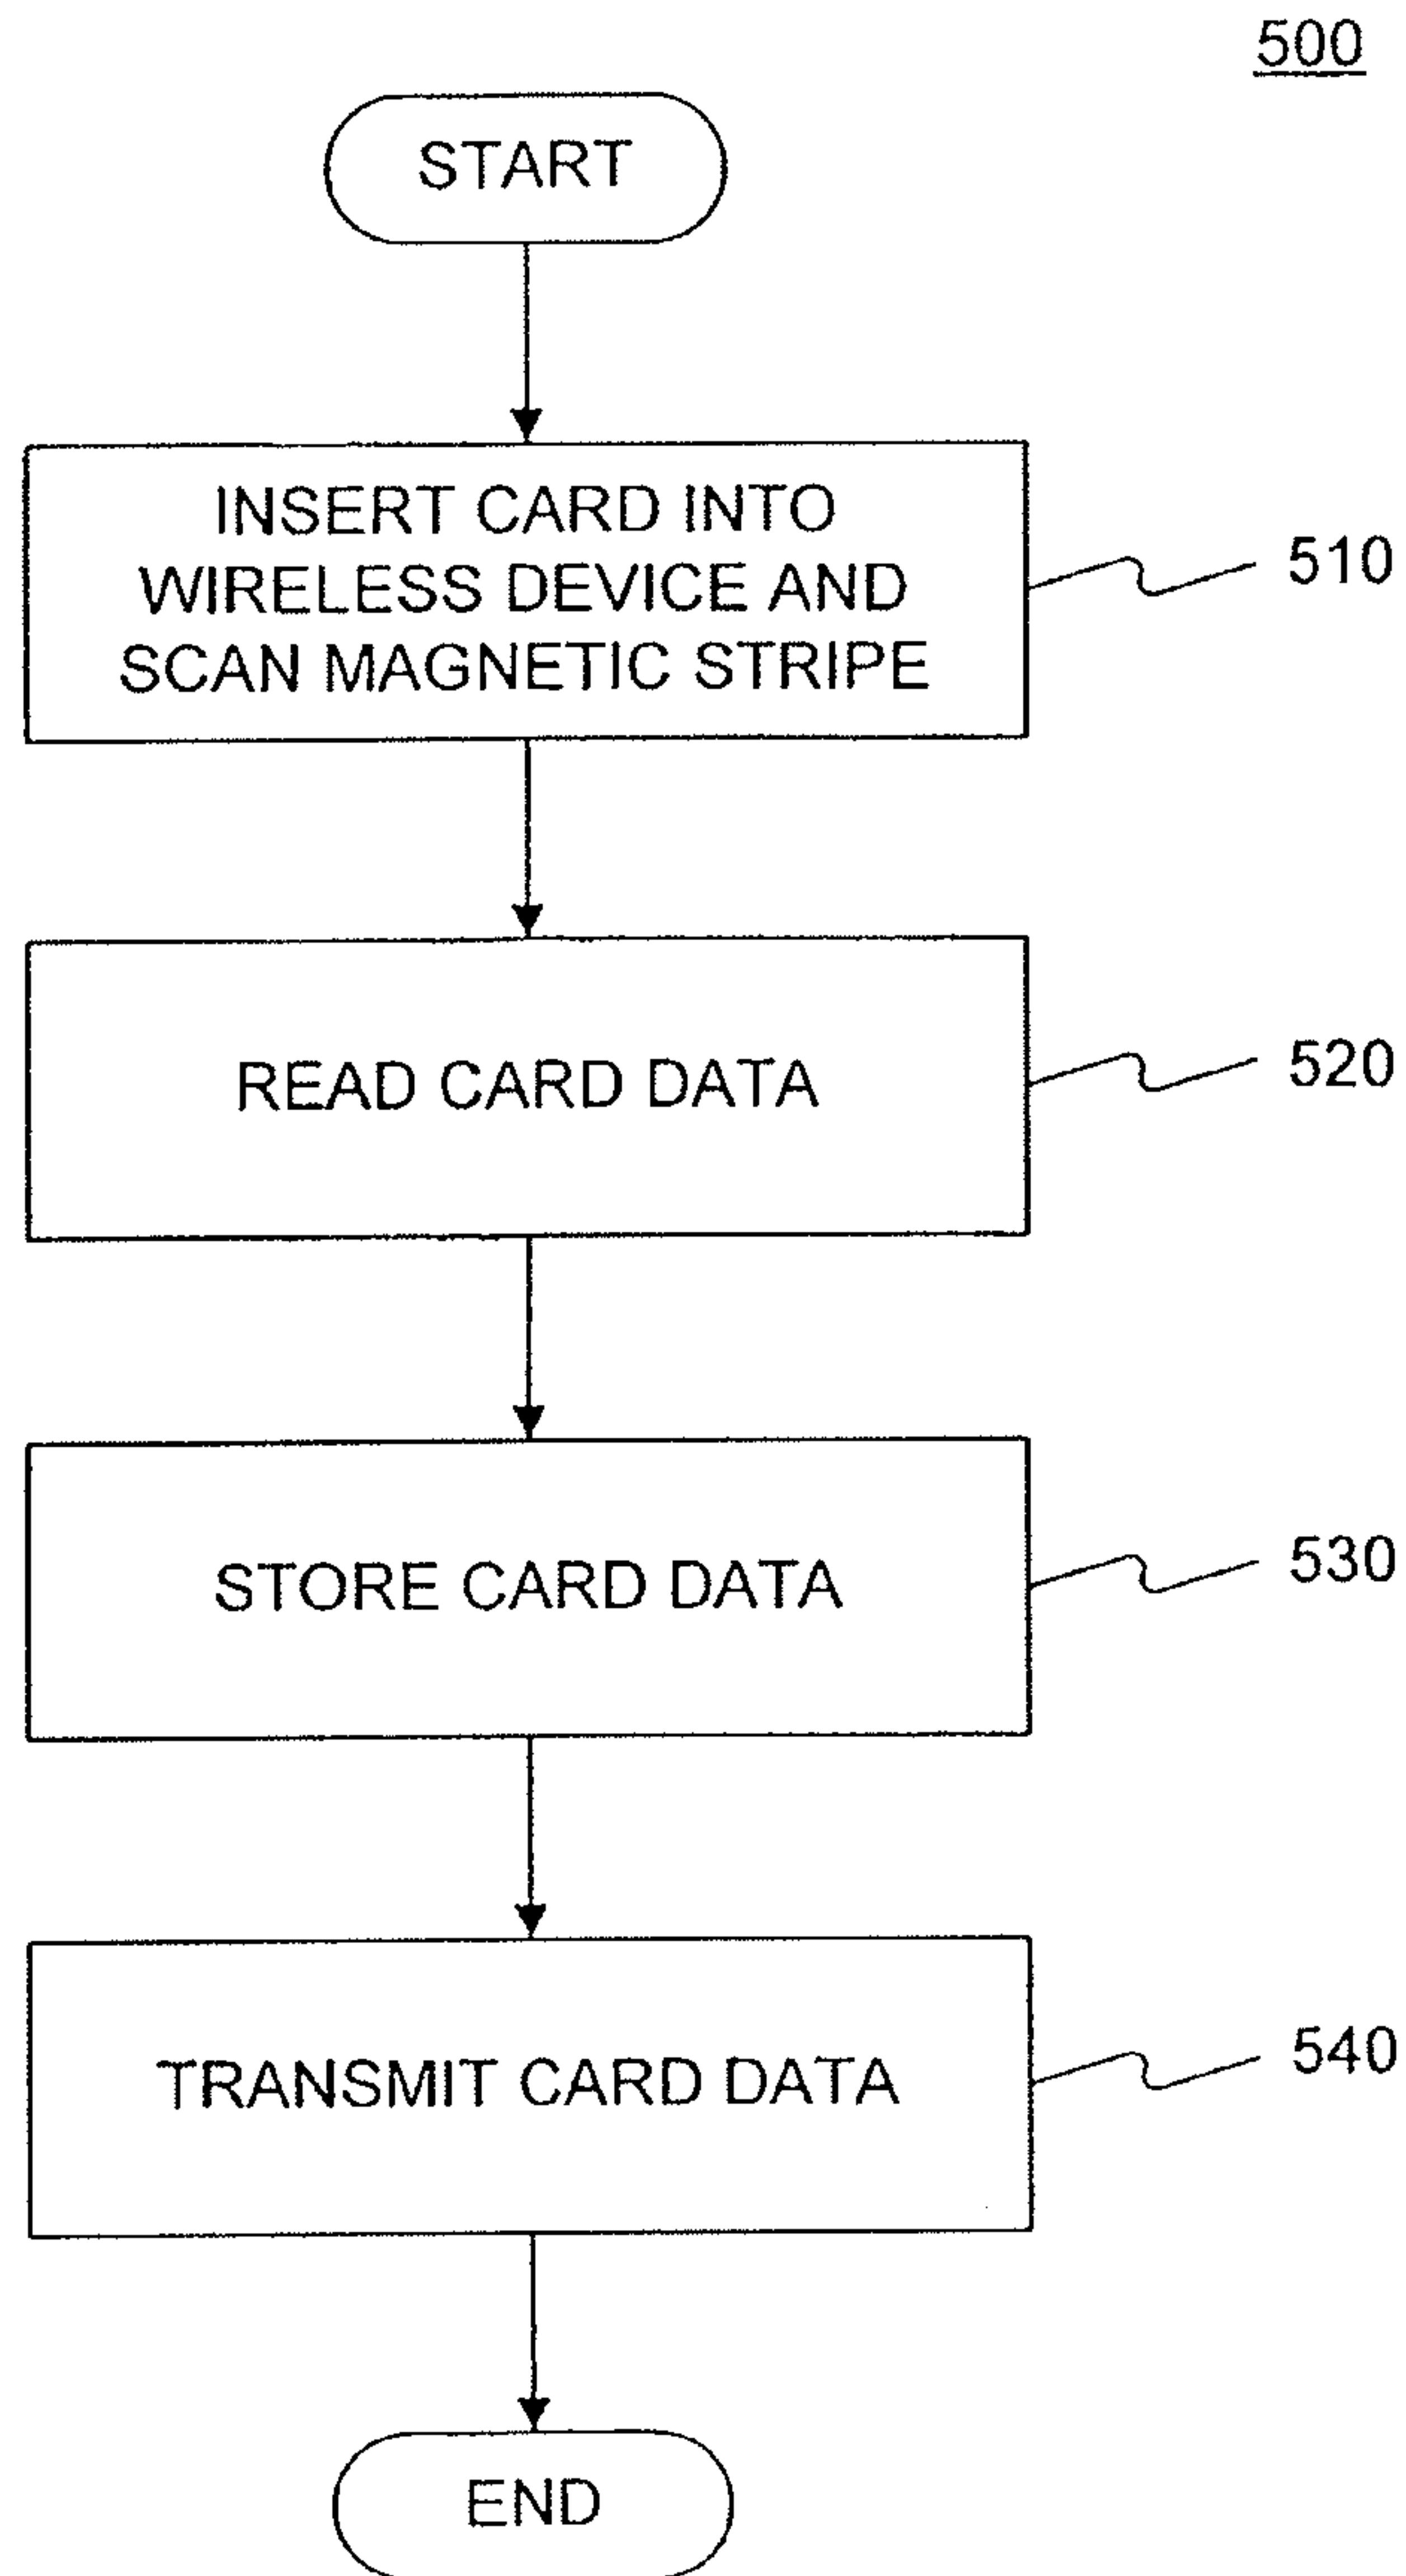 500
START
INSERT CARD INTO
WIRELESS DEVICE AND
SCAN MAGNETIC STRIPE
510
READ CARD DATA
520
STORE CARD DATA
530
TRANSMIT CARD DATA
540
END